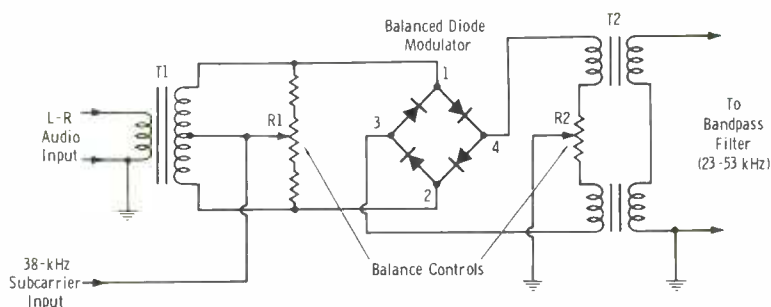 Balanced Diode
Modulator
T2
T1
1
L-R
Audio
Input
R1
3
4
R2
To
Bandpass
Filter
(23-53 kHz)
2
38-kHz
Subcarrier
Input
Balance Controls